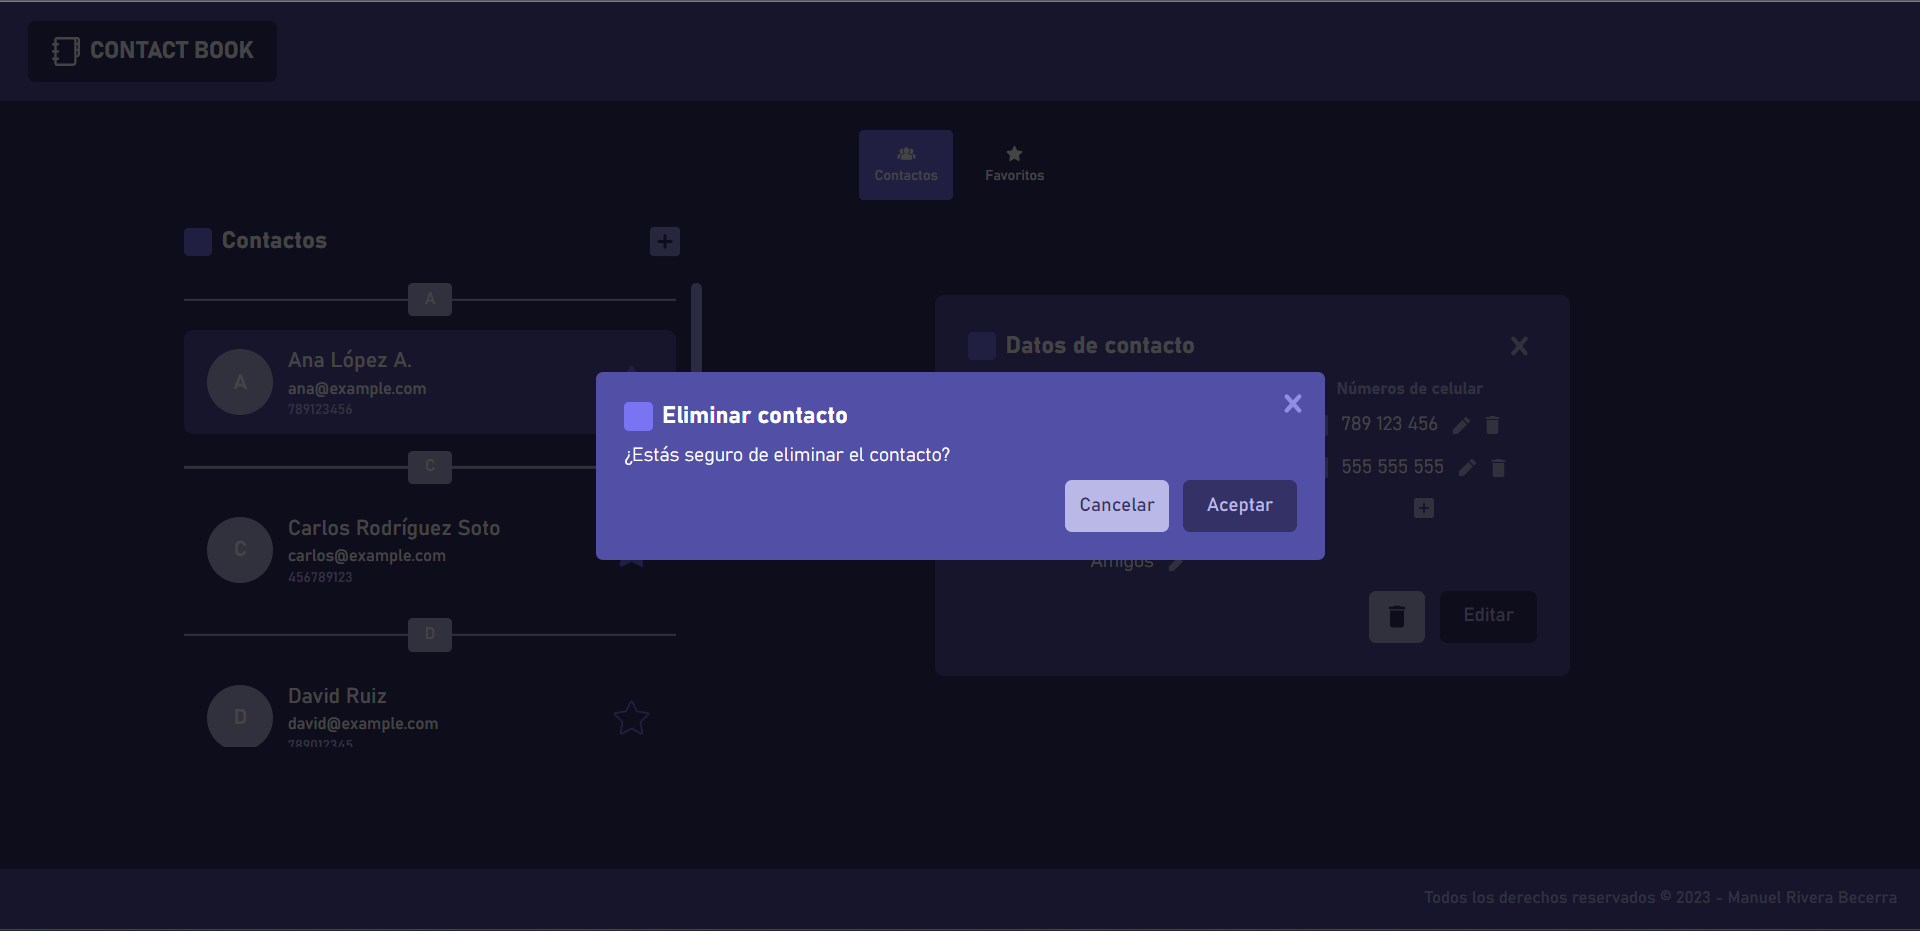 CONTACT BOOK
Contactos
Favoritos
Contactos
A
A
Ana López A.
ana@example.com
789123456
C
C
Carlos Rodríguez Soto
carlos@example.com
456789123
D
D
David Ruiz
david@example.com
789012345
Datos de contacto
Números de celular
789 123 456
555 555 555
Amigos
Editar
Eliminar contacto
¿Estás seguro de eliminar el contacto?
Cancelar
Aceptar
Todos los derechos reservados © 2023 - Manuel Rivera Becerra